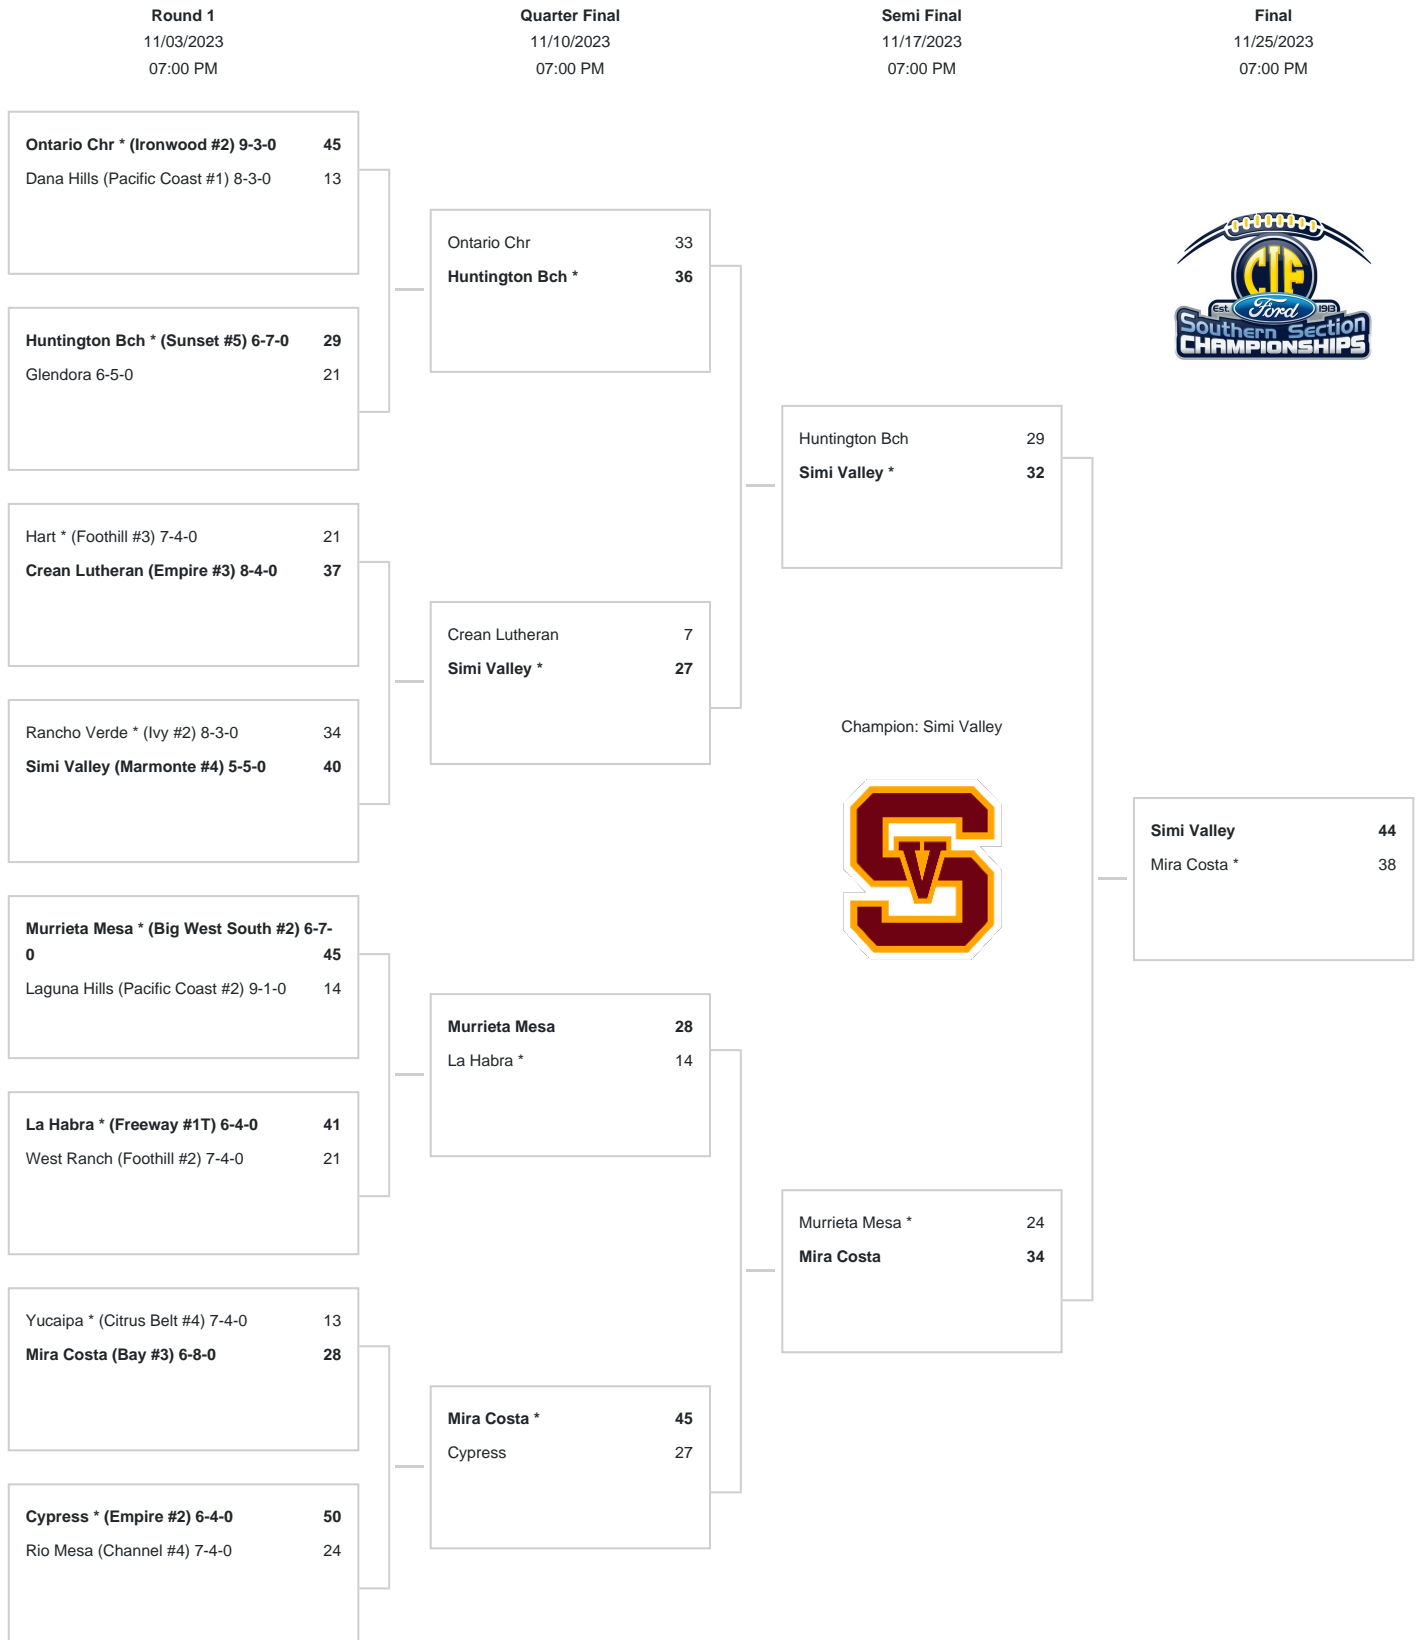 Round 1
11/03/2023
07:00 PM
Quarter Final
11/10/2023
07:00 PM
Semi Final
11/17/2023
07:00 PM
Final
11/25/2023
07:00 PM
Ontario Chr * (Ironwood #2) 9-3-0 45
Dana Hills (Pacific Coast #1) 8-3-0 13
Huntington Bch * (Sunset #5) 6-7-0 29
Glendora 6-5-0 21
Hart * (Foothill #3) 7-4-0 21
Crean Lutheran (Empire #3) 8-4-0 37
Rancho Verde * (Ivy #2) 8-3-0 34
Simi Valley (Marmonte #4) 5-5-0 40
Murrieta Mesa * (Big West South #2) 6-7-
0 45
Laguna Hills (Pacific Coast #2) 9-1-0 14
La Habra * (Freeway #1T) 6-4-0 41
West Ranch (Foothill #2) 7-4-0 21
Yucaipa * (Citrus Belt #4) 7-4-0 13
Mira Costa (Bay #3) 6-8-0 28
Cypress * (Empire #2) 6-4-0 50
Rio Mesa (Channel #4) 7-4-0 24
Ontario Chr 33
Huntington Bch * 36
Crean Lutheran 7
Simi Valley * 27
Murrieta Mesa 28
La Habra * 14
Mira Costa * 45
Cypress 27
Huntington Bch 29
Simi Valley * 32
Champion: Simi Valley
SV
Murrieta Mesa * 24
Mira Costa 34
CIF
Est. Ford 1913
Southern Section
CHAMPIONSHIPS
Simi Valley 44
Mira Costa * 38